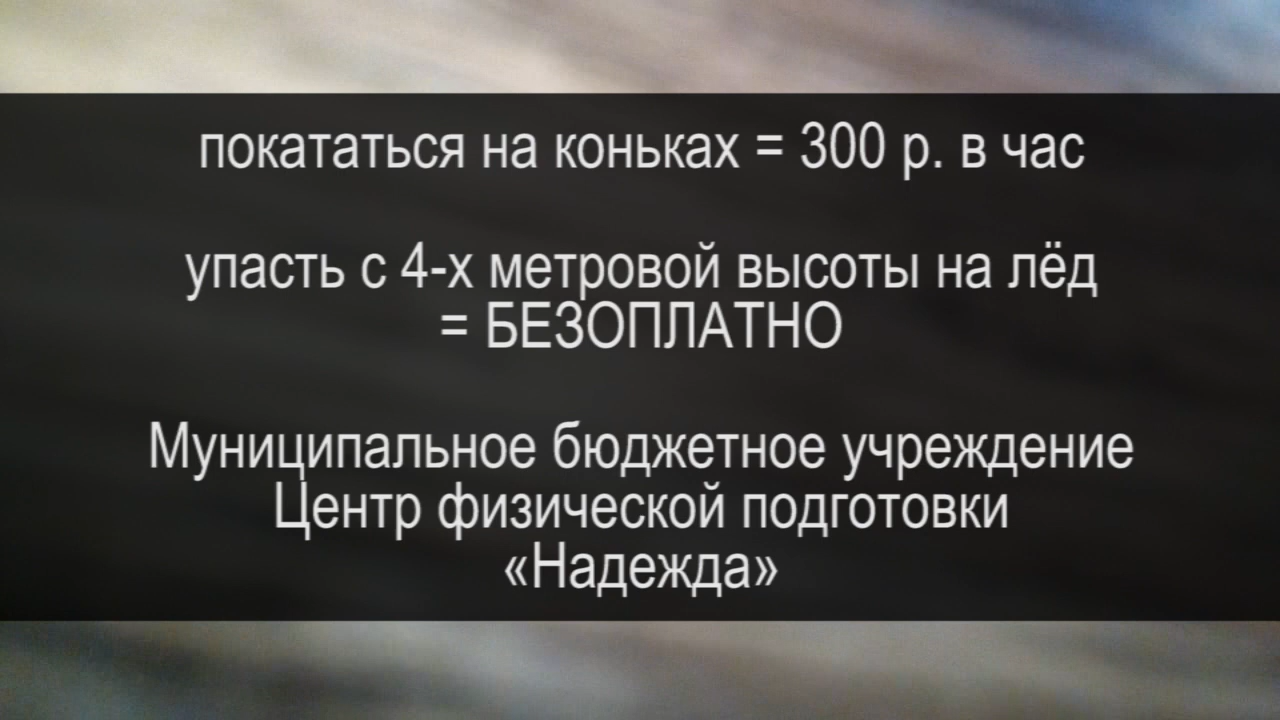 покататься на коньках = 300 р. в час
упасть с 4-х метровой высоты на лёд
= БЕЗОПЛАТНО
Муниципальное бюджетное учреждение
Центр физической подготовки
«Надежда»